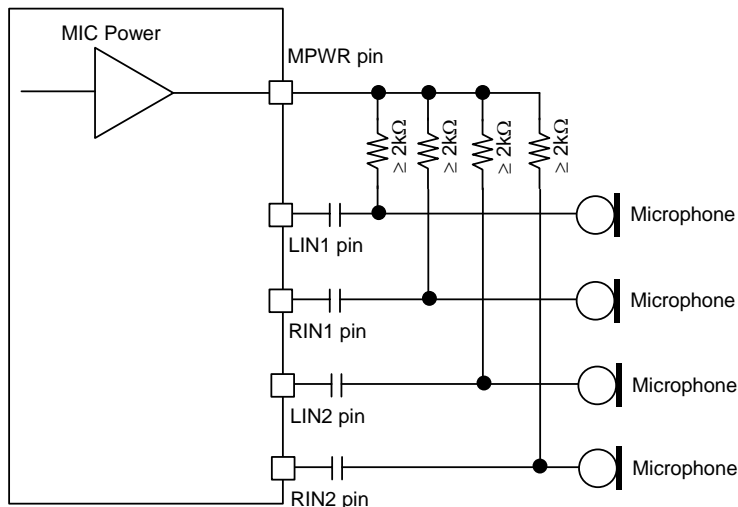 MIC Power
MPWR pin
≥ 2kΩ
≥ 2kΩ
≥ 2kΩ
≥ 2kΩ
LIN1 pin
Microphone
RIN1 pin
Microphone
LIN2 pin
Microphone
RIN2 pin
Microphone